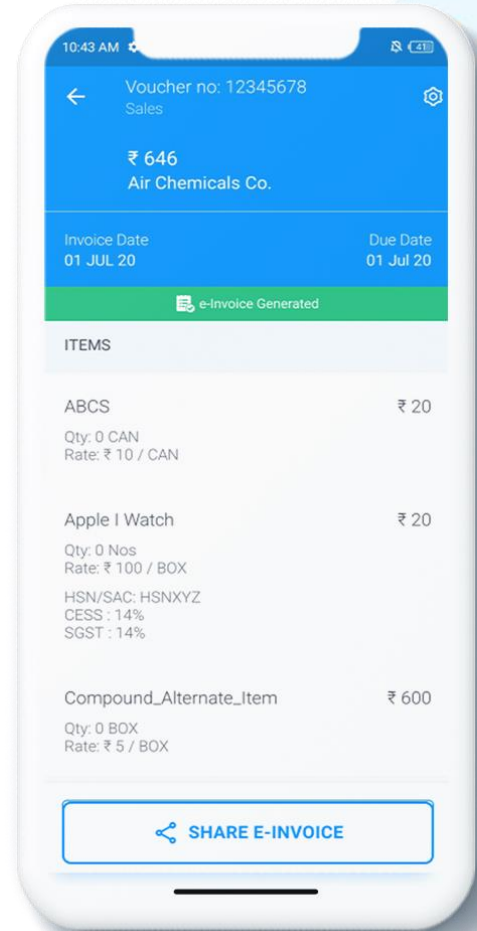 10:43 AM
41
Voucher no: 12345678
Sales
₹ 646
Air Chemicals Co.
Invoice Date Due Date
01 JUL 20 01 Jul 20
e-Invoice Generated
ITEMS
ABCS ₹ 20
Qty: 0 CAN
Rate: ₹ 10 / CAN
Apple I Watch ₹ 20
Qty: 0 Nos
Rate: ₹ 100 / BOX
HSN/SAC: HSNXYZ
CESS : 14%
SGST : 14%
Compound_Alternate_Item ₹ 600
Qty: 0 BOX
Rate: ₹ 5 / BOX
SHARE E-INVOICE